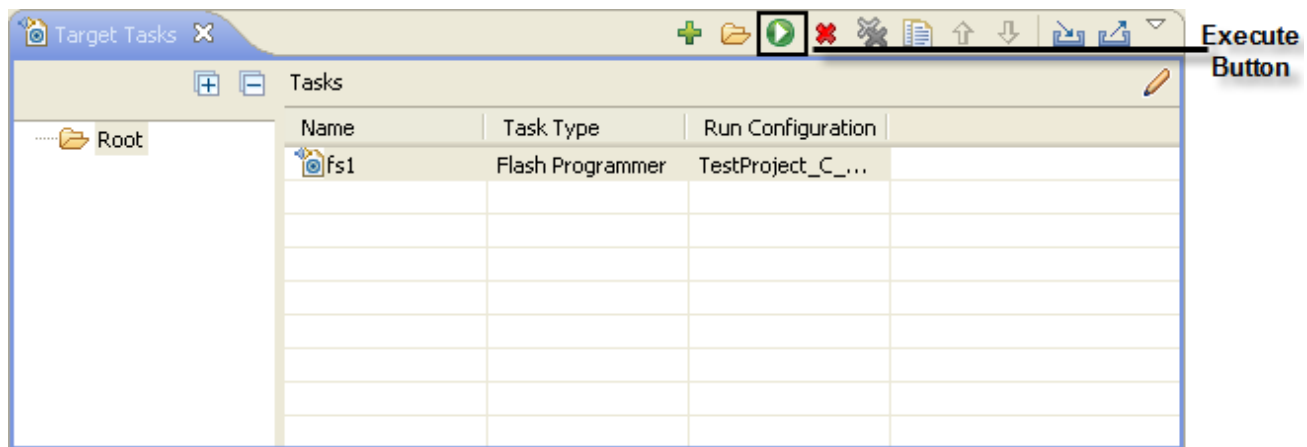 Target Tasks
Execute
Button
Tasks
Root
Name Task Type Run Configuration
fs1 Flash Programmer TestProject_C_...